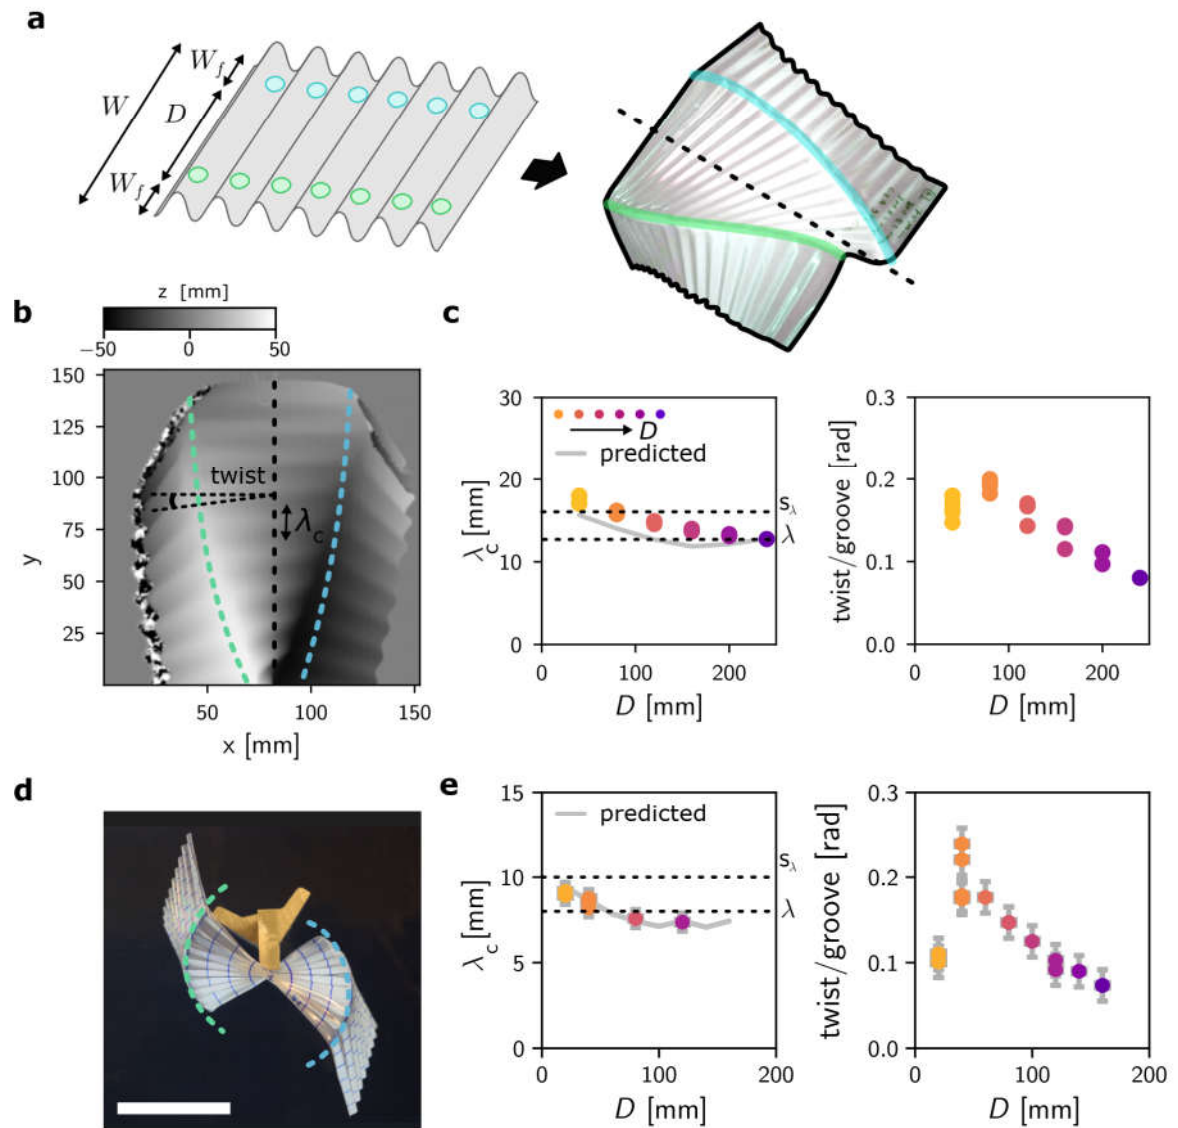 a
W
W_f
D
W_f
b
z [mm]
−50 0 50
150
125
100
75
50
25
y
twist
λ_c
50 100 150
x [mm]
c
30
20
10
0
λ_c [mm]
D
predicted
s_λ
λ
0 100 200
D [mm]
0.3
0.2
0.1
0.0
twist/groove [rad]
0 100 200
D [mm]
d
e
15
10
5
0
λ_c [mm]
predicted
s_λ
λ
0 100 200
D [mm]
0.3
0.2
0.1
0.0
twist/groove [rad]
0 100 200
D [mm]